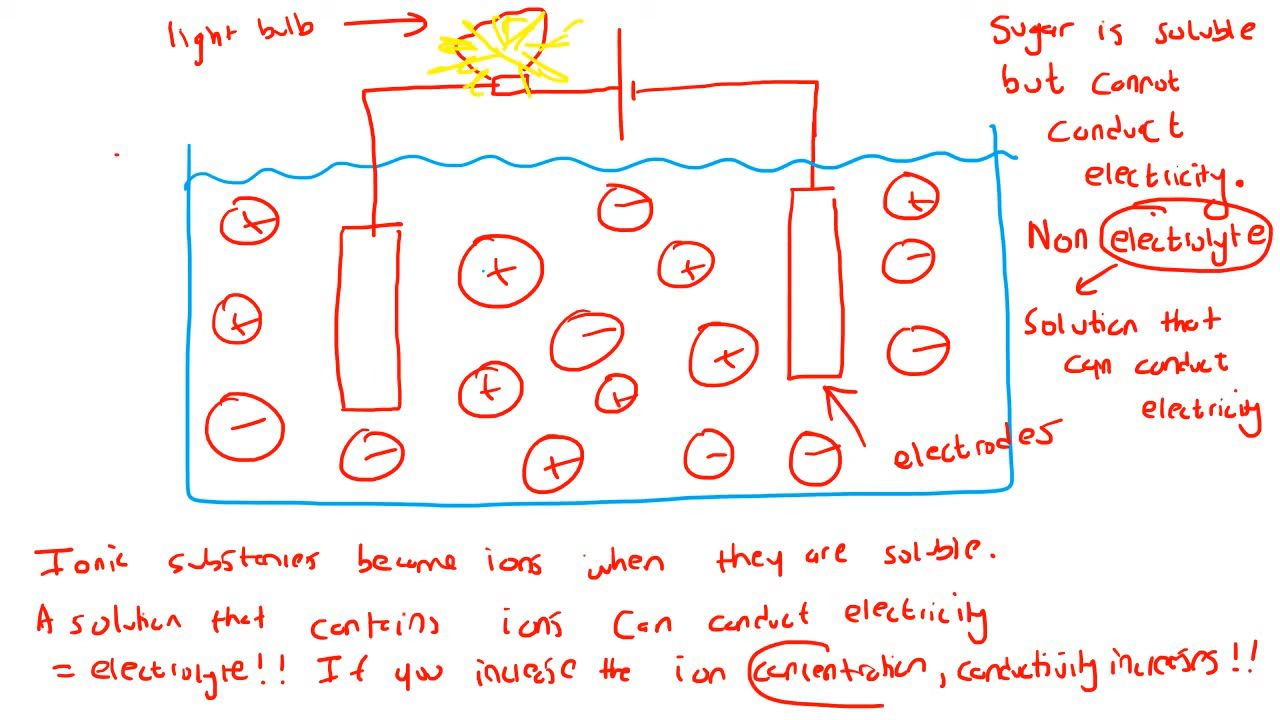 light bulb
Sugar is soluble
but cannot
conduct
electricity.
Non electrolyte
Solution that
can conduct
electricity
electrodes
+ + - + - + + - - + + + - - + - -
Ionic substances become ions when they are soluble.
A solution that contains ions can conduct electricity
= electrolyte!! If you increase the ion concentration, conductivity increases!!